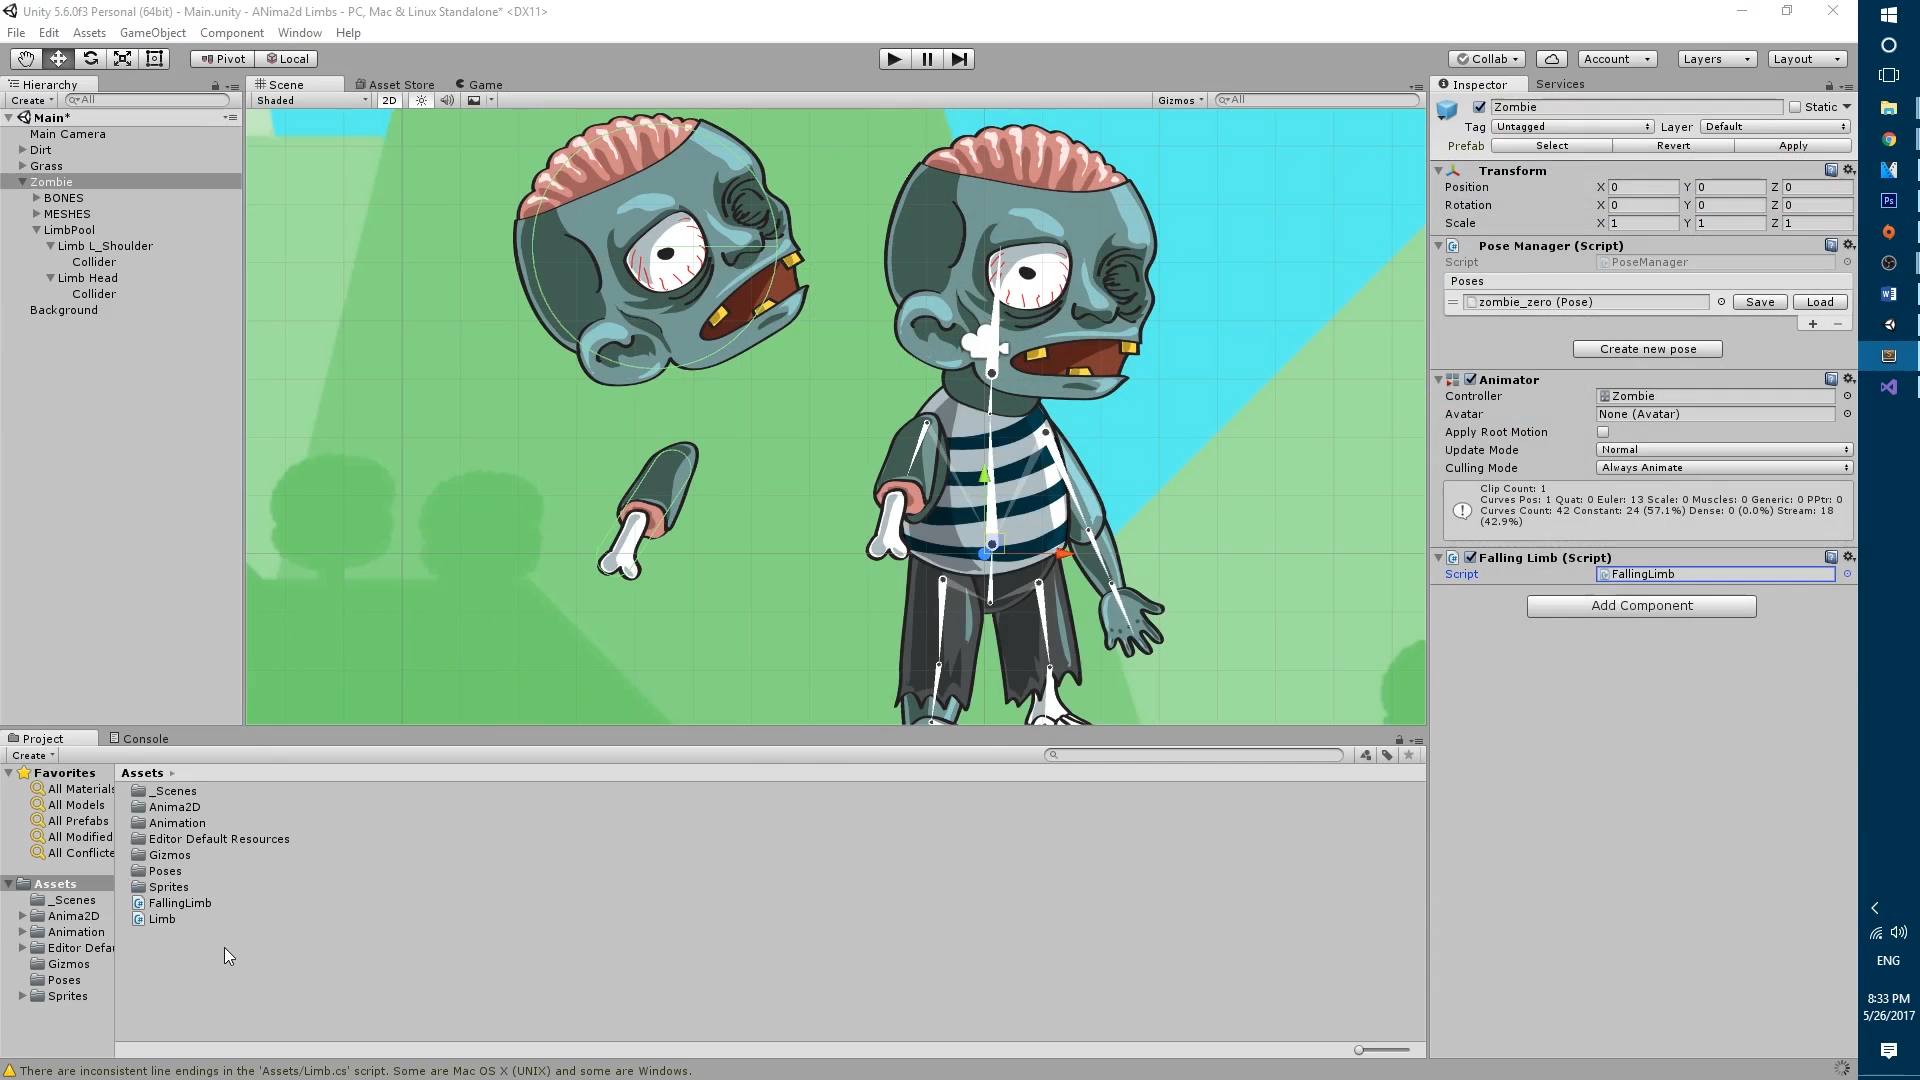 Unity 5.6.0f3 Personal (64bit) - Main.unity - ANima2d Limbs - PC, Mac & Linux Standalone* <DX11>
File Edit Assets GameObject Component Window Help
Pivot Local
Collab Account Layers Layout
Hierarchy
Create All
Main*
Main Camera
Dirt
Grass
Zombie
BONES
MESHES
LimbPool
Limb L_Shoulder
Collider
Limb Head
Collider
Background
Scene Asset Store Game
Shaded 2D Gizmos All
Inspector Services
Zombie Static
Tag Untagged Layer Default
Prefab Select Revert Apply
Transform
Position X 0 Y 0 Z 0
Rotation X 0 Y 0 Z 0
Scale X 1 Y 1 Z 1
Pose Manager (Script)
Script PoseManager
Poses
zombie_zero (Pose) Save Load
+ -
Create new pose
Animator
Controller Zombie
Avatar None (Avatar)
Apply Root Motion
Update Mode Normal
Culling Mode Always Animate
Clip Count: 1
Curves Pos: 1 Quat: 0 Euler: 13 Scale: 0 Muscles: 0 Generic: 0 PPtr: 0
Curves Count: 42 Constant: 24 (57.1%) Dense: 0 (0.0%) Stream: 18
(42.9%)
Falling Limb (Script)
Script FallingLimb
Add Component
Project Console
Create
Favorites
All Materials
All Models
All Prefabs
All Modified
All Conflicte
Assets
_Scenes
Anima2D
Animation
Editor Defau
Gizmos
Poses
Sprites
Assets
_Scenes
Anima2D
Animation
Editor Default Resources
Gizmos
Poses
Sprites
FallingLimb
Limb
There are inconsistent line endings in the 'Assets/Limb.cs' script. Some are Mac OS X (UNIX) and some are Windows.
Ps
ENG
8:33 PM
5/26/2017